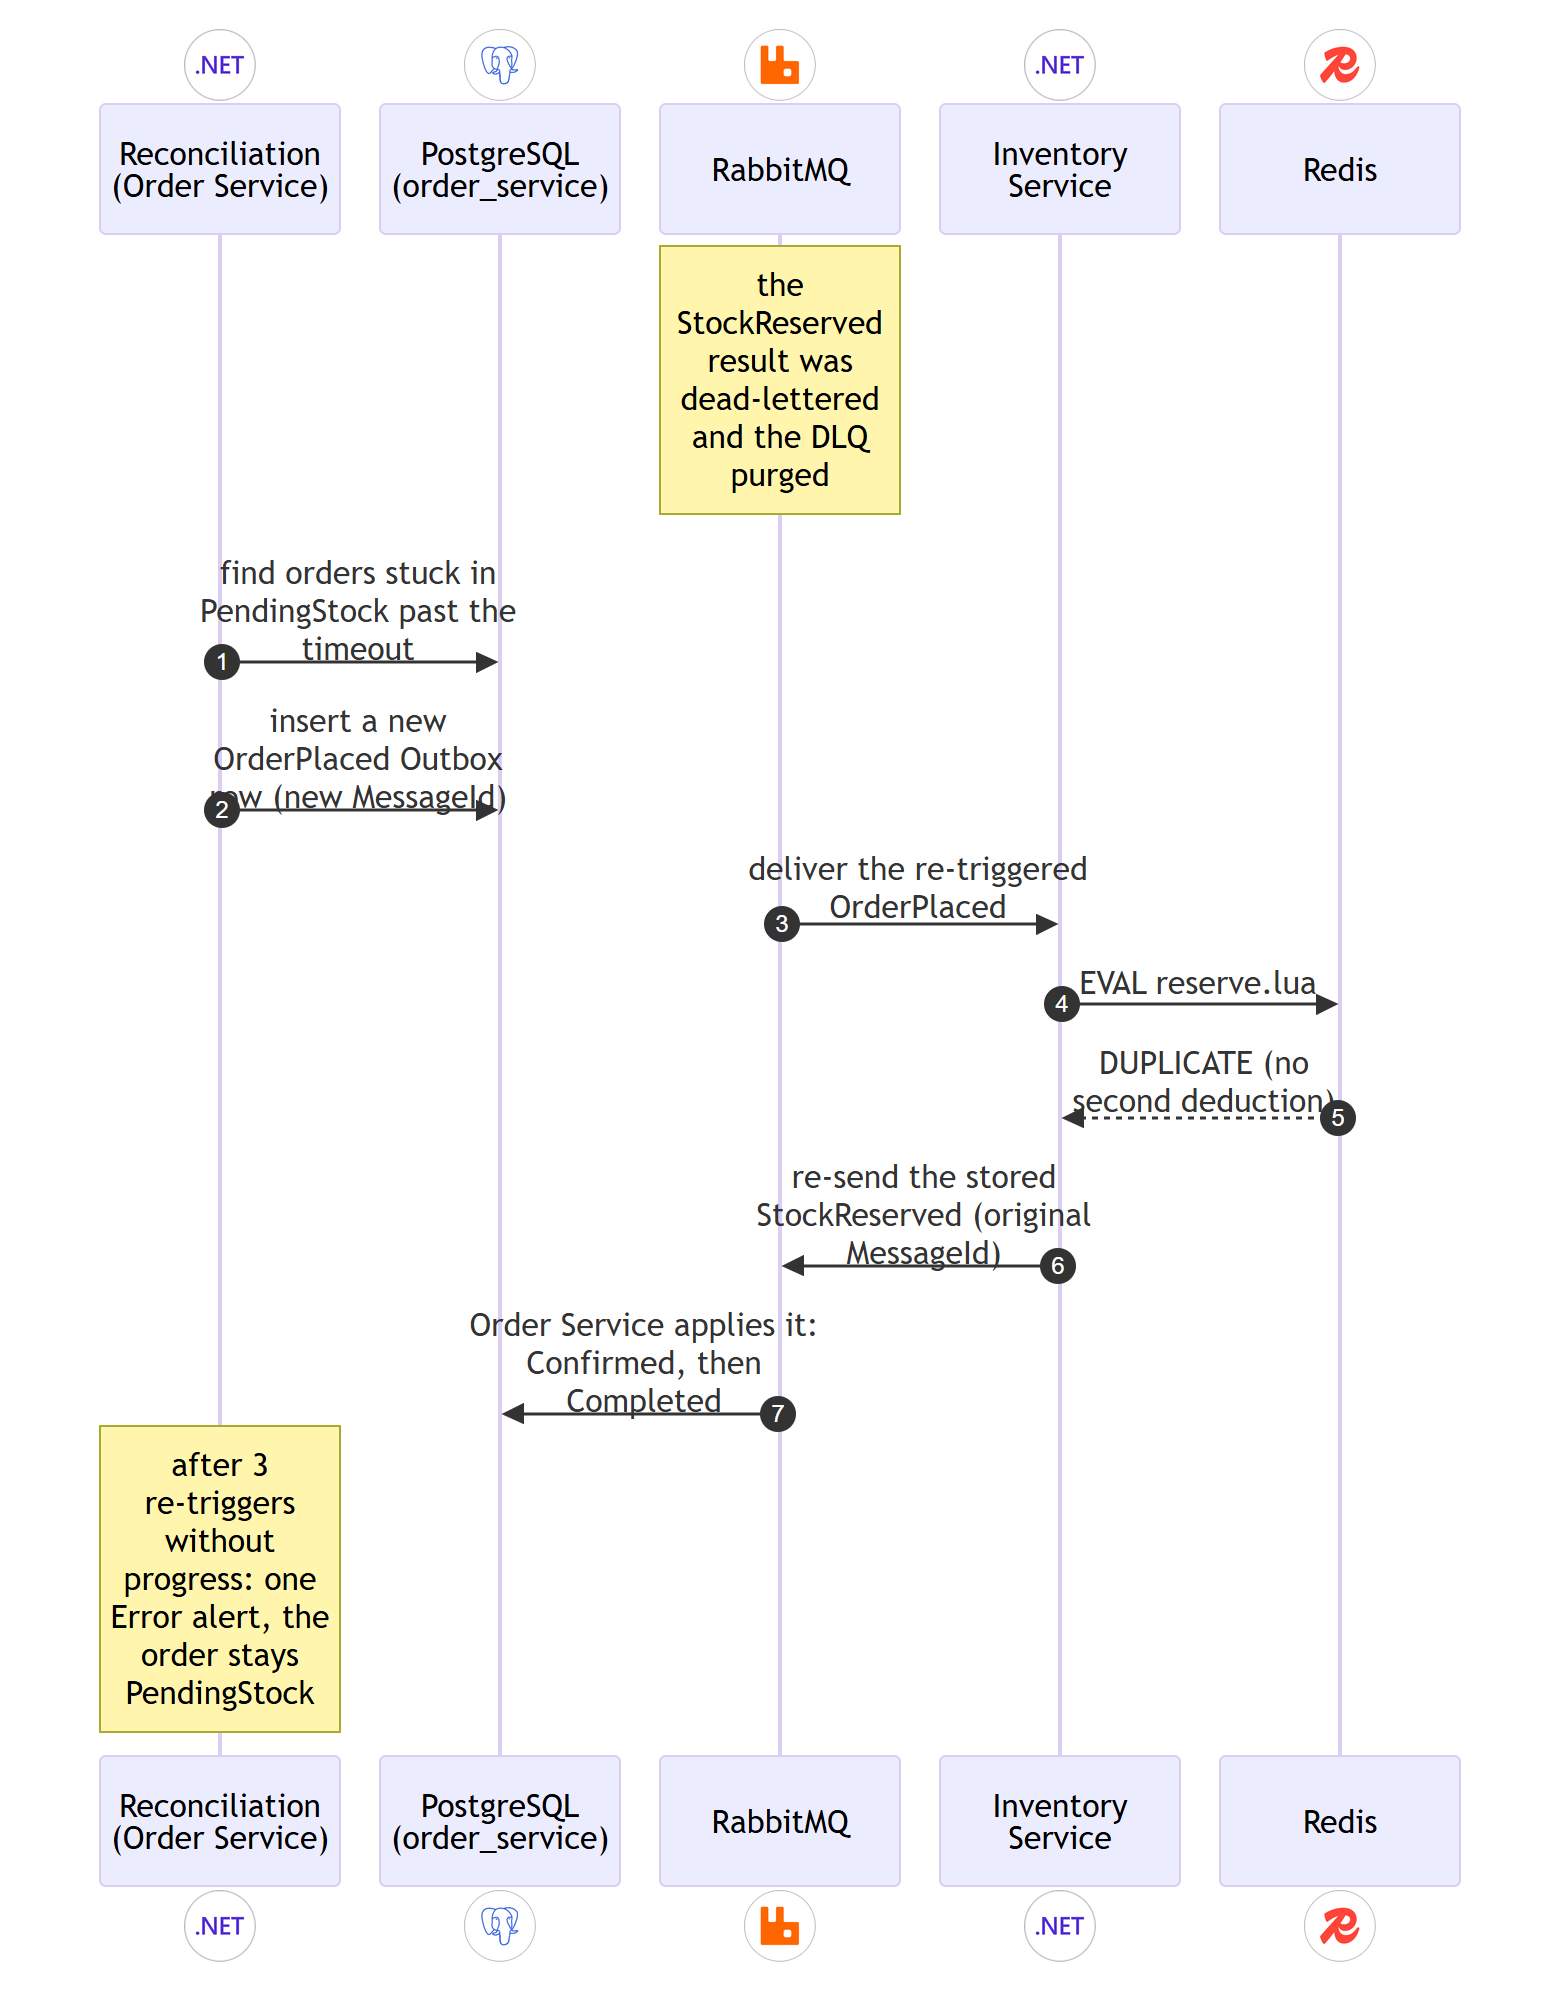 .NET
.NET
Reconciliation
(Order Service)
PostgreSQL
(order_service)
RabbitMQ
Inventory
Service
Redis
the
StockReserved
result was
dead-lettered
and the DLQ
purged
find orders stuck in
PendingStock past the
timeout
1
insert a new
OrderPlaced Outbox
row (new MessageId)
2
deliver the re-triggered
OrderPlaced
3
EVAL reserve.lua
4
DUPLICATE (no
second deduction)
5
re-send the stored
StockReserved (original
MessageId)
6
Order Service applies it:
Confirmed, then
Completed
7
after 3
re-triggers
without
progress: one
Error alert, the
order stays
PendingStock
Reconciliation
(Order Service)
PostgreSQL
(order_service)
RabbitMQ
Inventory
Service
Redis
.NET
.NET